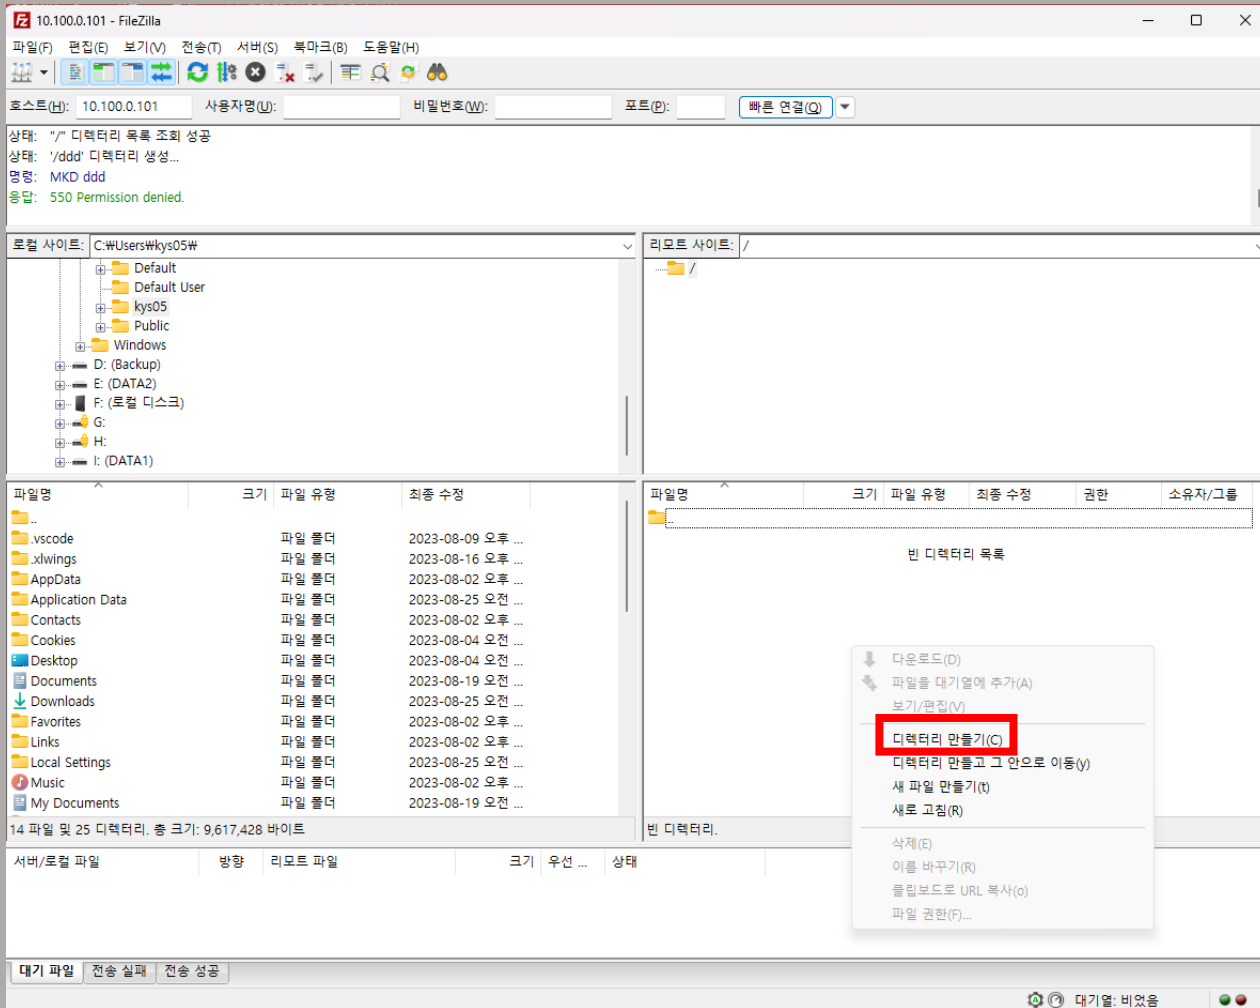 10.100.0.101 - FileZilla
파일(F) 편집(E) 보기(V) 전송(T) 서버(S) 북마크(B) 도움말(H)
호스트(H): 10.100.0.101 사용자명(U): 비밀번호(W): 포트(P): 빠른 연결(Q)
상태: "/" 디렉터리 목록 조회 성공
상태: '/ddd' 디렉터리 생성...
명령: MKD ddd
응답: 550 Permission denied.
로컬 사이트: C:₩Users₩kys05₩
Default
Default User
kys05
Public
Windows
D: (Backup)
E: (DATA2)
F: (로컬 디스크)
G:
H:
I: (DATA1)
리모트 사이트: /
/
파일명 크기 파일 유형 최종 수정
..
.vscode 파일 폴더 2023-08-09 오후 ...
.xlwings 파일 폴더 2023-08-16 오후 ...
AppData 파일 폴더 2023-08-02 오후 ...
Application Data 파일 폴더 2023-08-25 오전 ...
Contacts 파일 폴더 2023-08-02 오후 ...
Cookies 파일 폴더 2023-08-04 오전 ...
Desktop 파일 폴더 2023-08-04 오전 ...
Documents 파일 폴더 2023-08-19 오전 ...
Downloads 파일 폴더 2023-08-25 오전 ...
Favorites 파일 폴더 2023-08-02 오후 ...
Links 파일 폴더 2023-08-02 오후 ...
Local Settings 파일 폴더 2023-08-25 오전 ...
Music 파일 폴더 2023-08-02 오후 ...
My Documents 파일 폴더 2023-08-19 오전 ...
14 파일 및 25 디렉터리. 총 크기: 9,617,428 바이트
파일명 크기 파일 유형 최종 수정 권한 소유자/그룹
..
빈 디렉터리 목록
다운로드(D)
파일을 대기열에 추가(A)
보기/편집(V)
디렉터리 만들기(C)
디렉터리 만들고 그 안으로 이동(y)
새 파일 만들기(t)
새로 고침(R)
삭제(E)
이름 바꾸기(R)
클립보드로 URL 복사(o)
파일 권한(F)...
빈 디렉터리.
서버/로컬 파일 방향 리모트 파일 크기 우선 ... 상태
대기 파일 전송 실패 전송 성공
대기열: 비었음